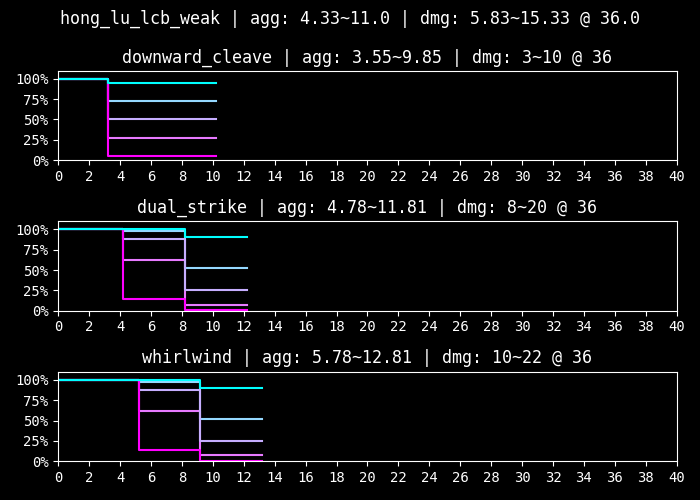 hong_lu_lcb_weak | agg: 4.33~11.0 | dmg: 5.83~15.33 @ 36.0
downward_cleave | agg: 3.55~9.85 | dmg: 3~10 @ 36
100%
75%
50%
25%
0%
0 2 4 6 8 10 12 14 16 18 20 22 24 26 28 30 32 34 36 38 40
dual_strike | agg: 4.78~11.81 | dmg: 8~20 @ 36
100%
75%
50%
25%
0%
0 2 4 6 8 10 12 14 16 18 20 22 24 26 28 30 32 34 36 38 40
whirlwind | agg: 5.78~12.81 | dmg: 10~22 @ 36
100%
75%
50%
25%
0%
0 2 4 6 8 10 12 14 16 18 20 22 24 26 28 30 32 34 36 38 40